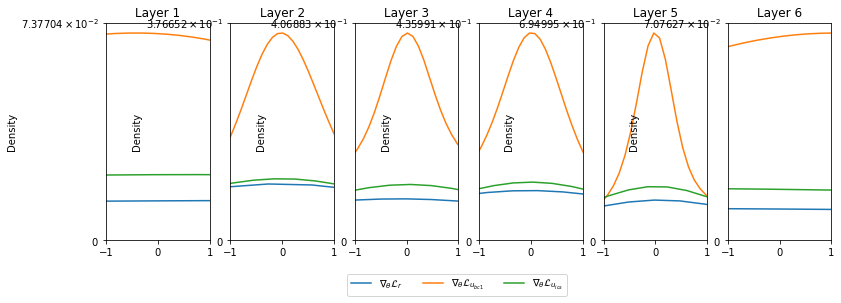 Layer 1 Layer 2 Layer 3 Layer 4 Layer 5 Layer 6
7.37704 × 10⁻² 3.76652 × 10⁻¹ 4.06883 × 10⁻¹ 4.35991 × 10⁻¹ 6.94995 × 10⁻¹ 7.07627 × 10⁻²
Density Density Density Density Density Density
0 0 0 0 0 0
−1 0 1 −1 0 1 −1 0 1 −1 0 1 −1 0 1 −1 0 1
∇θℒr ∇θℒu_bc1 ∇θℒu_ics